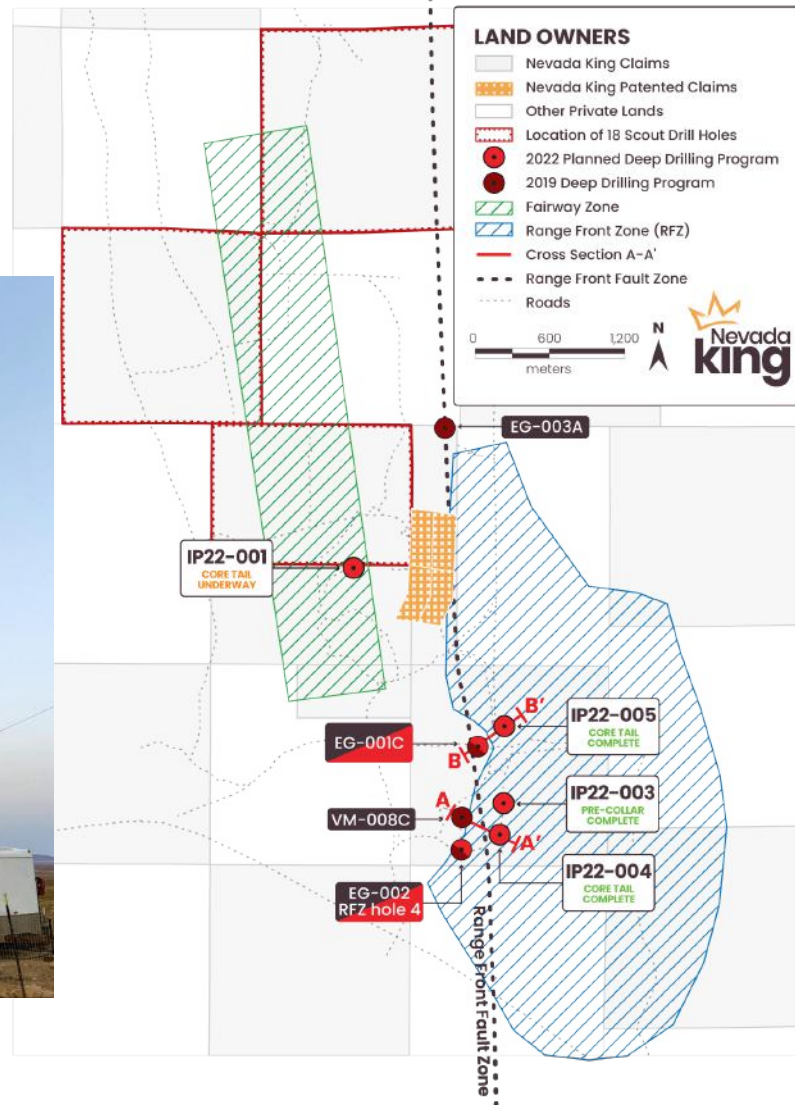 LAND OWNERS
Nevada King Claims
Nevada King Patented Claims
Other Private Lands
Location of 18 Scout Drill Holes
2022 Planned Deep Drilling Program
2019 Deep Drilling Program
Fairway Zone
Range Front Zone (RFZ)
Cross Section A-A'
Range Front Fault Zone
Roads
0 600 1,200
meters
N
Nevada
king
EG-003A
IP22-001
CORE TAIL
UNDERWAY
B'
IP22-005
CORE TAIL
COMPLETE
EG-001C
B
IP22-003
PRE-COLLAR
COMPLETE
A
VM-008C
A'
IP22-004
CORE TAIL
COMPLETE
EG-002
RFZ hole 4
Range Front Fault Zone